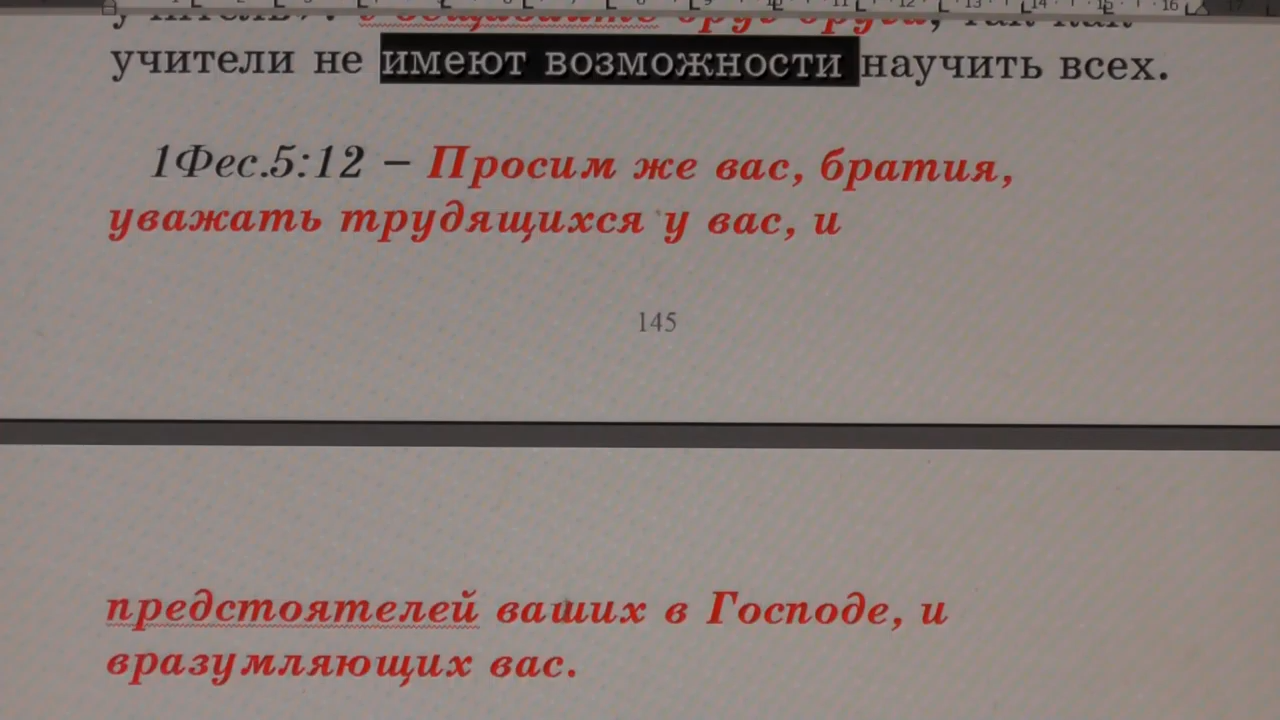 учители не имеют возможности научить всех.
1Фес.5:12 – Просим же вас, братия,
уважать трудящихся у вас, и
145
предстоятелей ваших в Господе, и
вразумляющих вас.